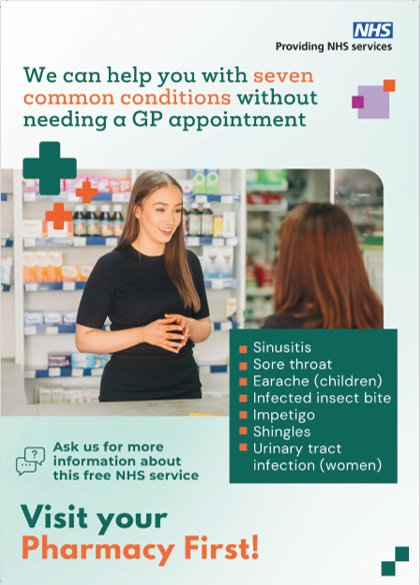 NHS
Providing NHS services
We can help you with seven
common conditions without
needing a GP appointment
Sinusitis
Sore throat
Earache (children)
Infected insect bite
Impetigo
Shingles
Urinary tract
infection (women)
?
Ask us for more
information about
this free NHS service
Visit your
Pharmacy First!